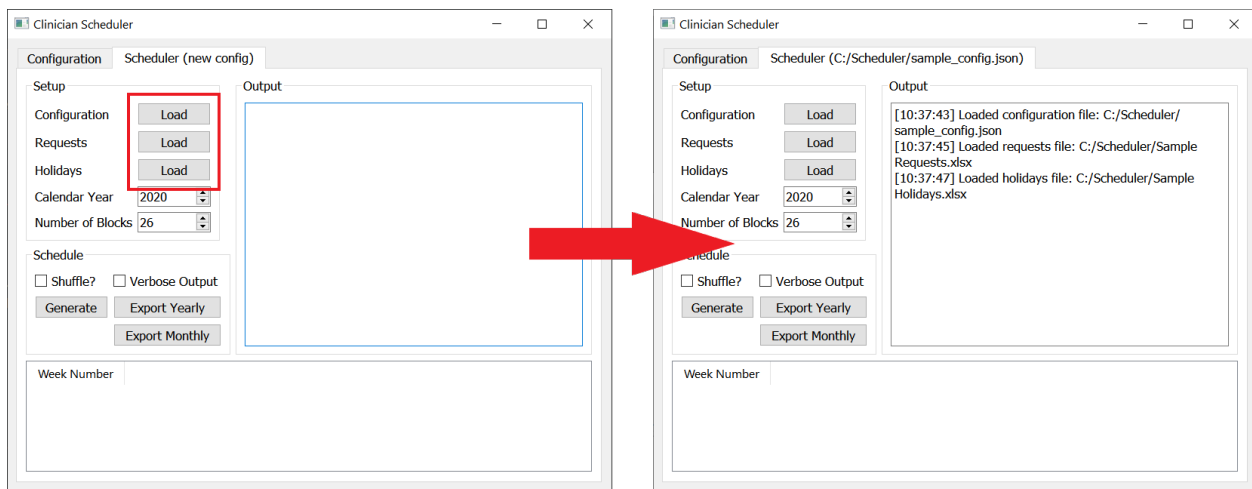 Clinician Scheduler
Configuration
Scheduler (new config)
Setup
Configuration
Load
Requests
Load
Holidays
Load
Calendar Year
2020
Number of Blocks
26
Schedule
Shuffle?
Verbose Output
Generate
Export Yearly
Export Monthly
Output
Week Number
Clinician Scheduler
Configuration
Scheduler (C:/Scheduler/sample_config.json)
Setup
Configuration
Load
Requests
Load
Holidays
Load
Calendar Year
2020
Number of Blocks
26
Schedule
Shuffle?
Verbose Output
Generate
Export Yearly
Export Monthly
Output
[10:37:43] Loaded configuration file: C:/Scheduler/
sample_config.json
[10:37:45] Loaded requests file: C:/Scheduler/Sample
Requests.xlsx
[10:37:47] Loaded holidays file: C:/Scheduler/Sample
Holidays.xlsx
Week Number